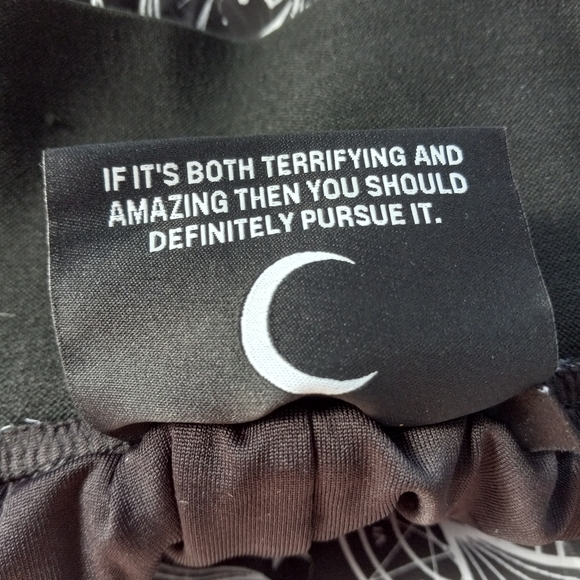 IF IT'S BOTH TERRIFYING AND
AMAZING THEN YOU SHOULD
DEFINITELY PURSUE IT.